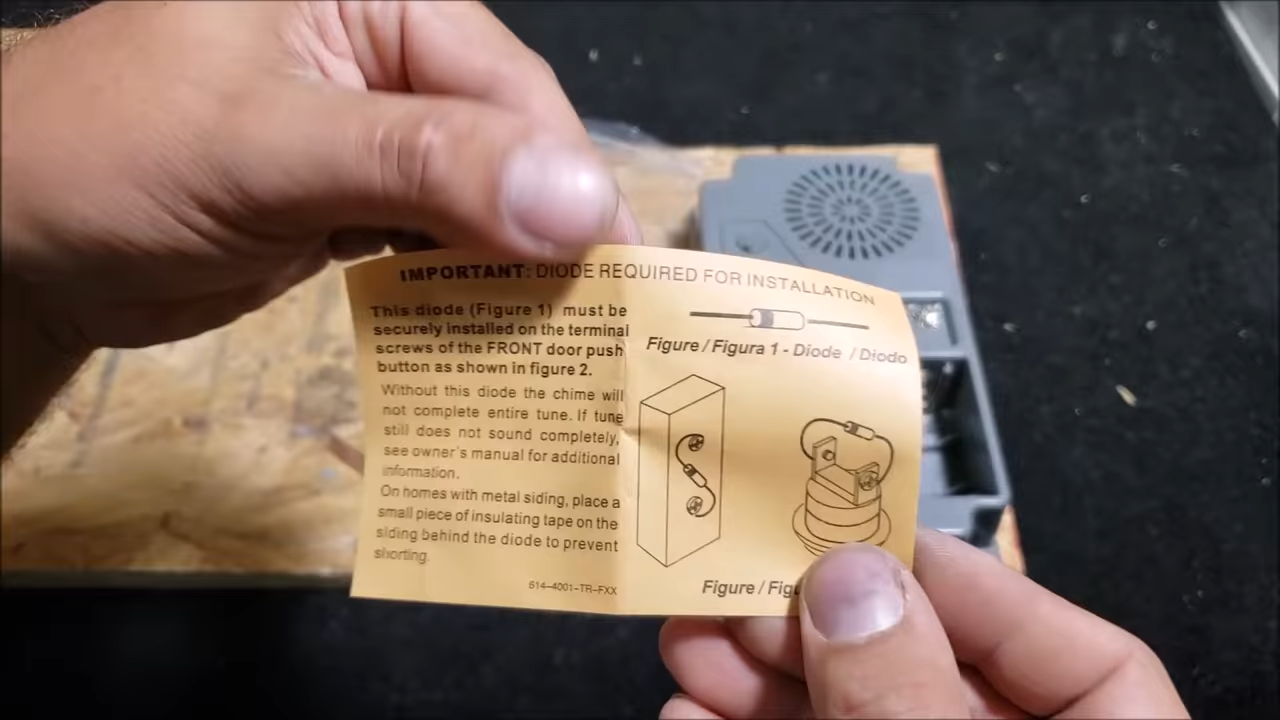 IMPORTANT: DIODE REQUIRED FOR INSTALLATION
This diode (Figure 1) must be
securely installed on the terminal
screws of the FRONT door push
button as shown in figure 2.
Without this diode the chime will
not complete entire tune. If tune
still does not sound completely,
see owner's manual for additional
information.
On homes with metal siding, place a
small piece of insulating tape on the
siding behind the diode to prevent
shorting.
614-4001-TR-FXX
Figure / Figura 1 - Diode / Diodo
Figure /